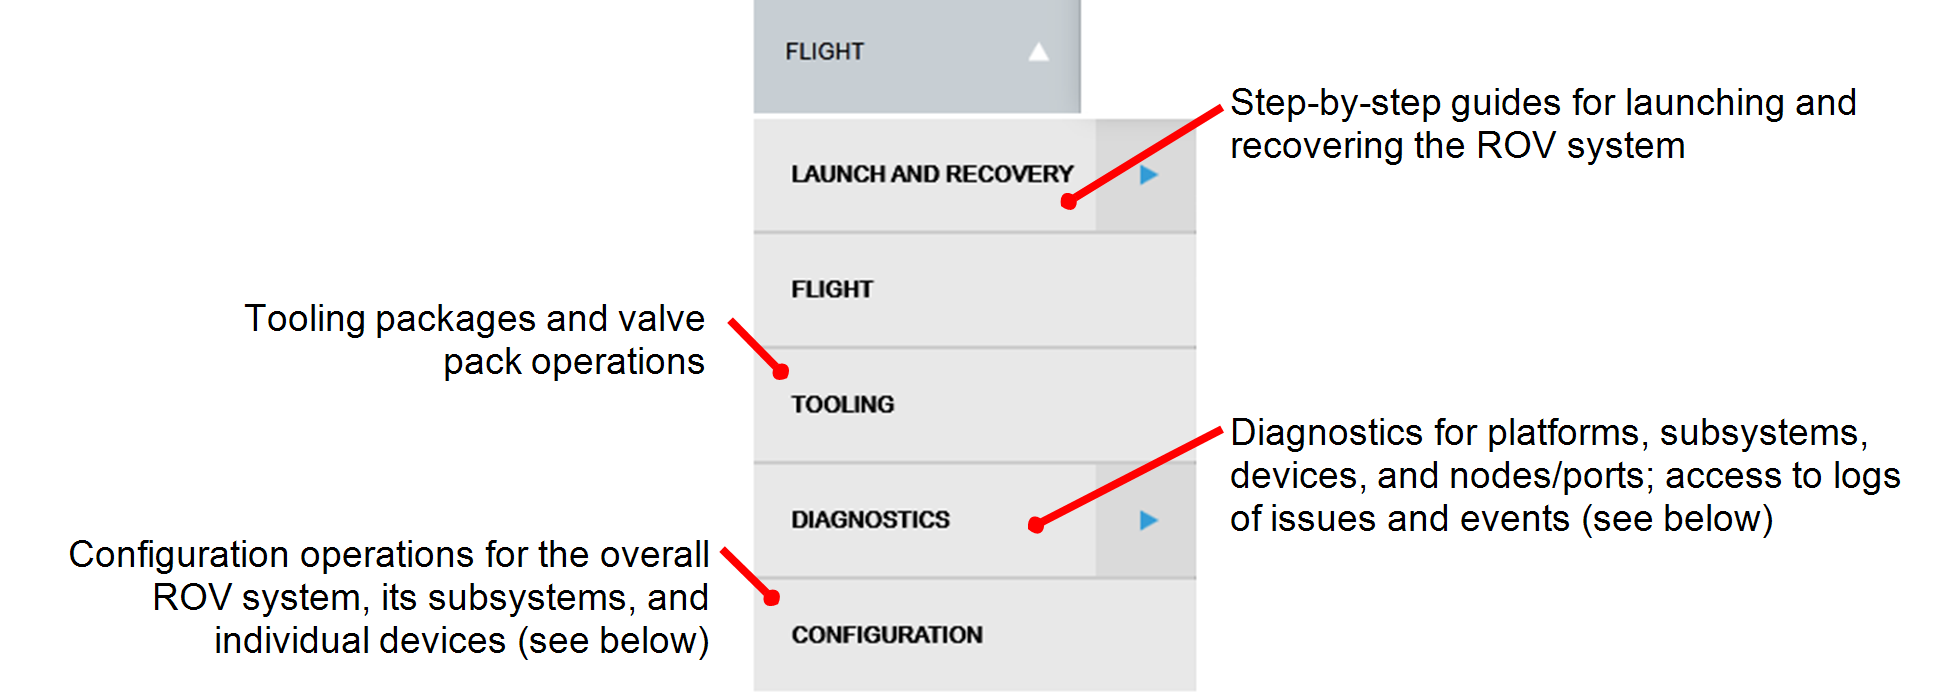 FLIGHT
Step-by-step guides for launching and
recovering the ROV system
LAUNCH AND RECOVERY
FLIGHT
Tooling packages and valve
pack operations
TOOLING
Diagnostics for platforms, subsystems,
devices, and nodes/ports; access to logs
of issues and events (see below)
DIAGNOSTICS
Configuration operations for the overall
ROV system, its subsystems, and
individual devices (see below)
CONFIGURATION